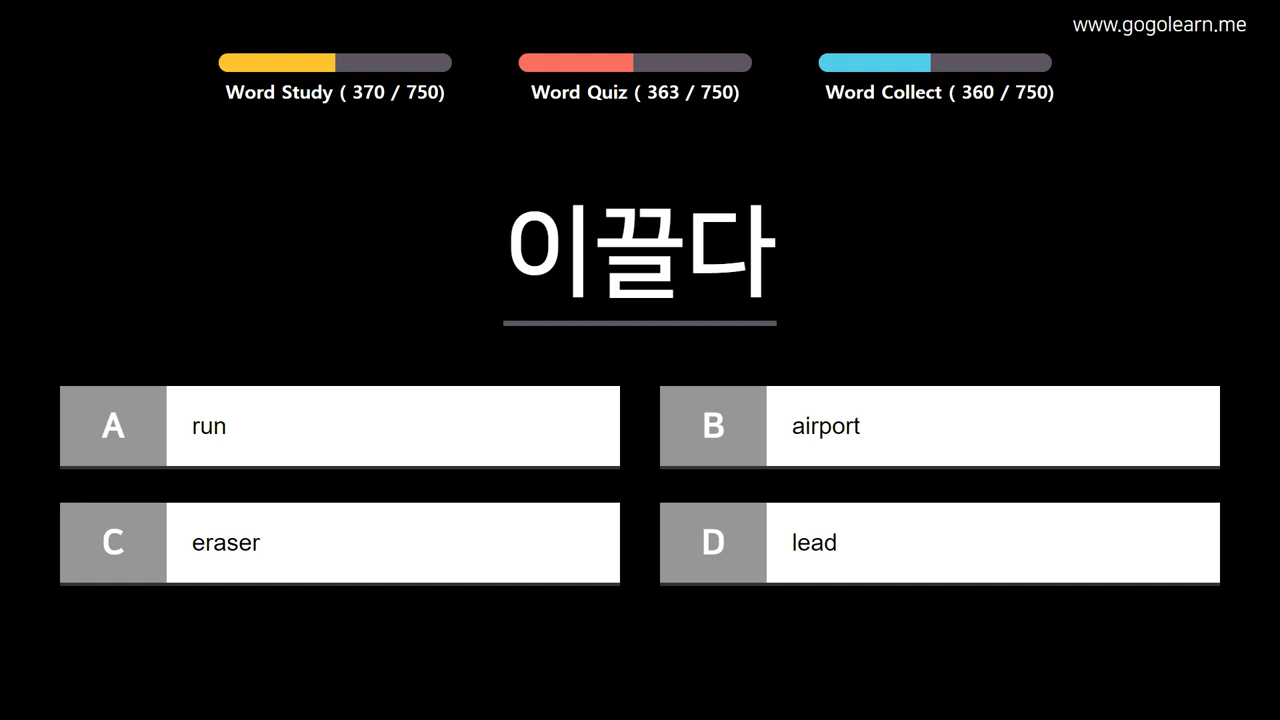 www.gogolearn.me
Word Study ( 370 / 750)
Word Quiz ( 363 / 750)
Word Collect ( 360 / 750)
이끌다
A run
B airport
C eraser
D lead